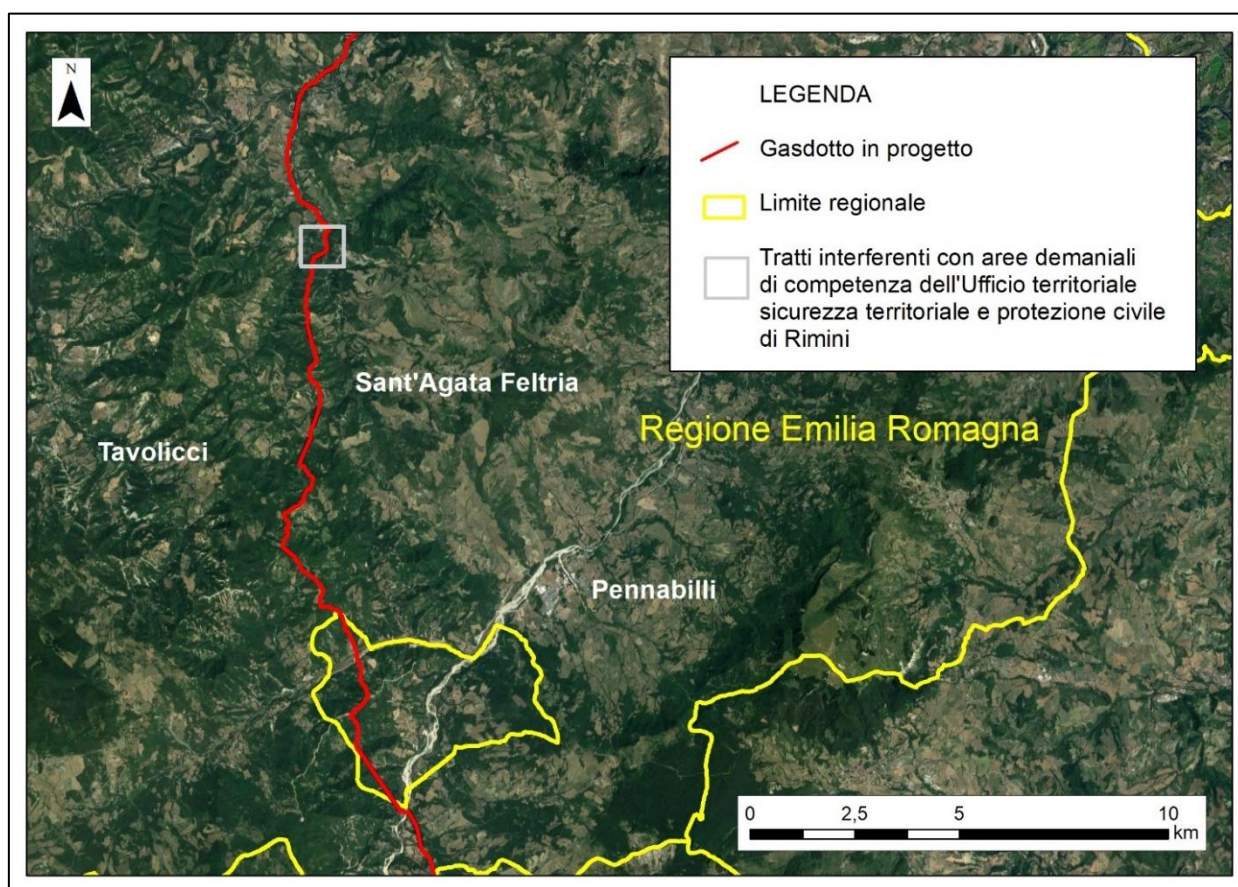 N
LEGENDA
Gasdotto in progetto
Limite regionale
Tratti interferenti con aree demaniali
di competenza dell'Ufficio territoriale
sicurezza territoriale e protezione civile
di Rimini
Sant'Agata Feltria
Regione Emilia Romagna
Tavolicci
Pennabilli
0 2,5 5 10
km